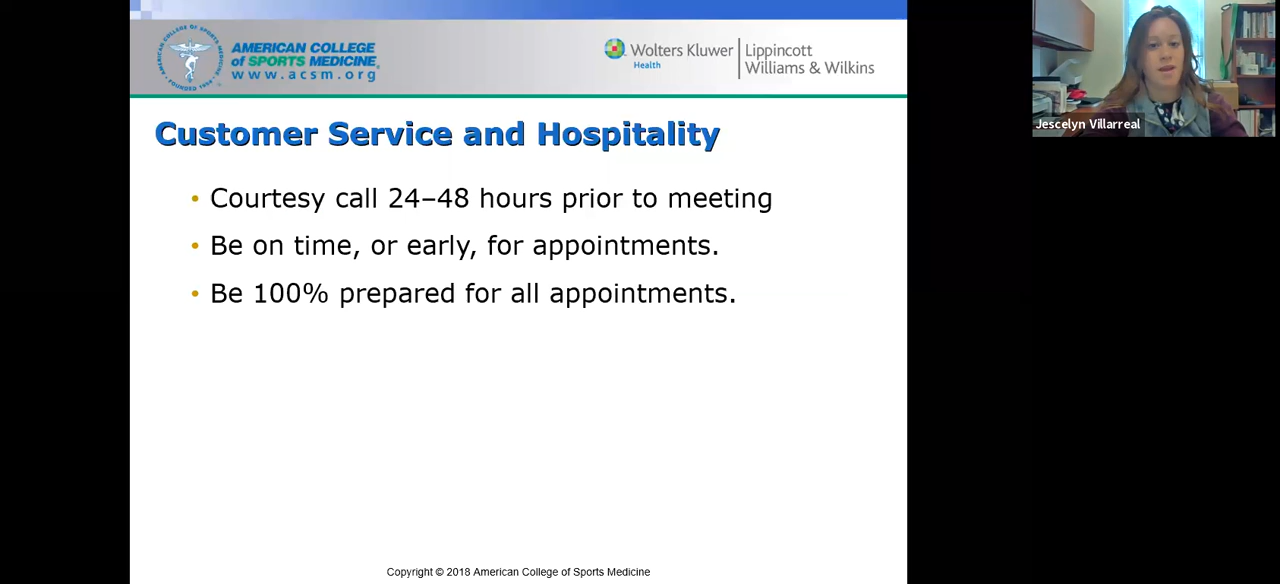 AMERICAN COLLEGE
of SPORTS MEDICINE
www.acsm.org
Wolters Kluwer
Health
Lippincott
Williams & Wilkins
Jescelyn Villarreal
Customer Service and Hospitality
• Courtesy call 24–48 hours prior to meeting
• Be on time, or early, for appointments.
• Be 100% prepared for all appointments.
Copyright © 2018 American College of Sports Medicine